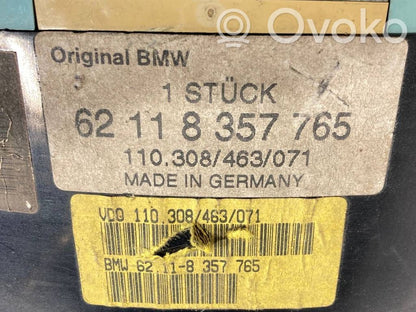 Ovoko
Original BMW
1 STÜCK
62 11 8 357 765
110.308/463/071
MADE IN GERMANY
VDO 110.308/463/071
BMW 62.11-8 357 765